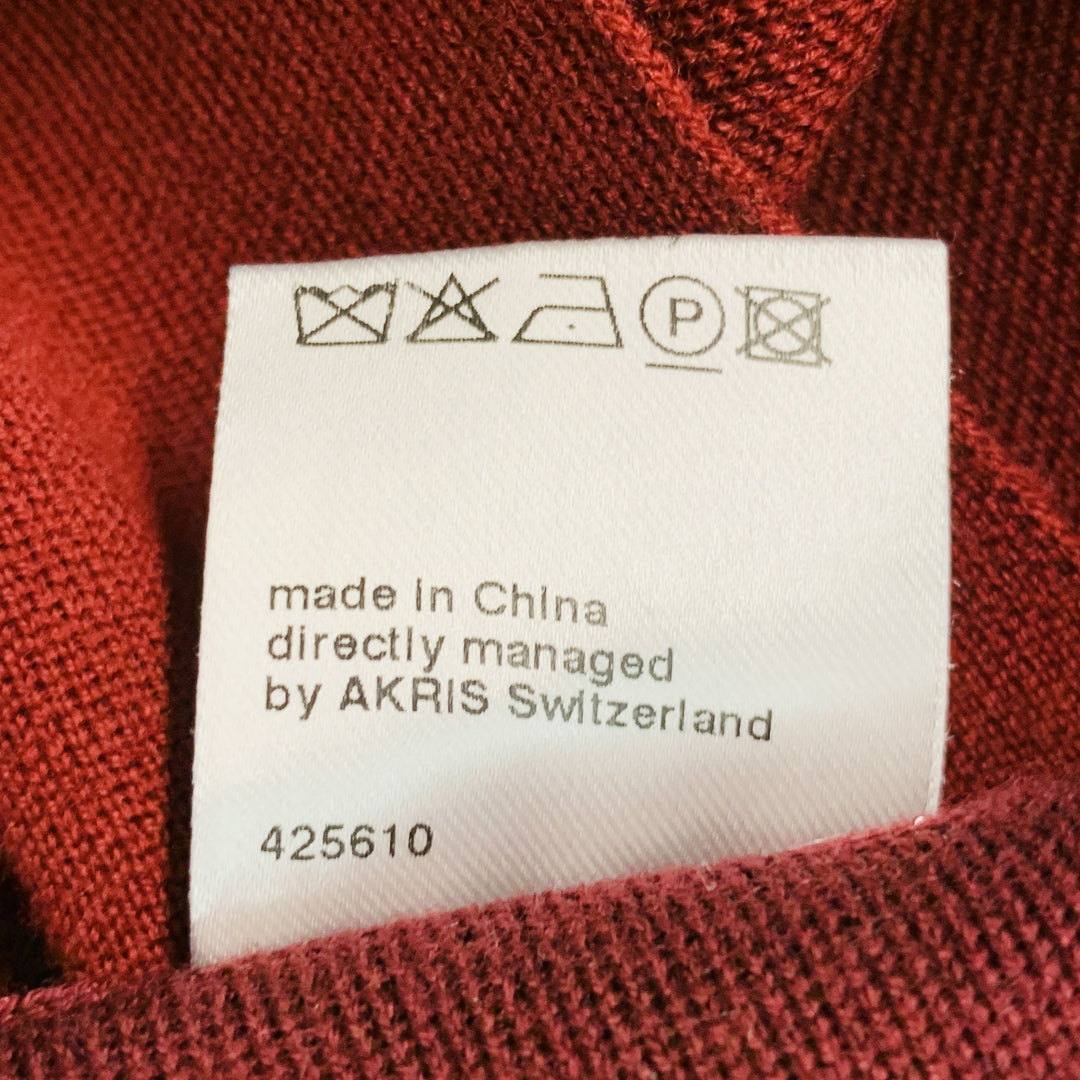 P
made in China
directly managed
by AKRIS Switzerland
425610